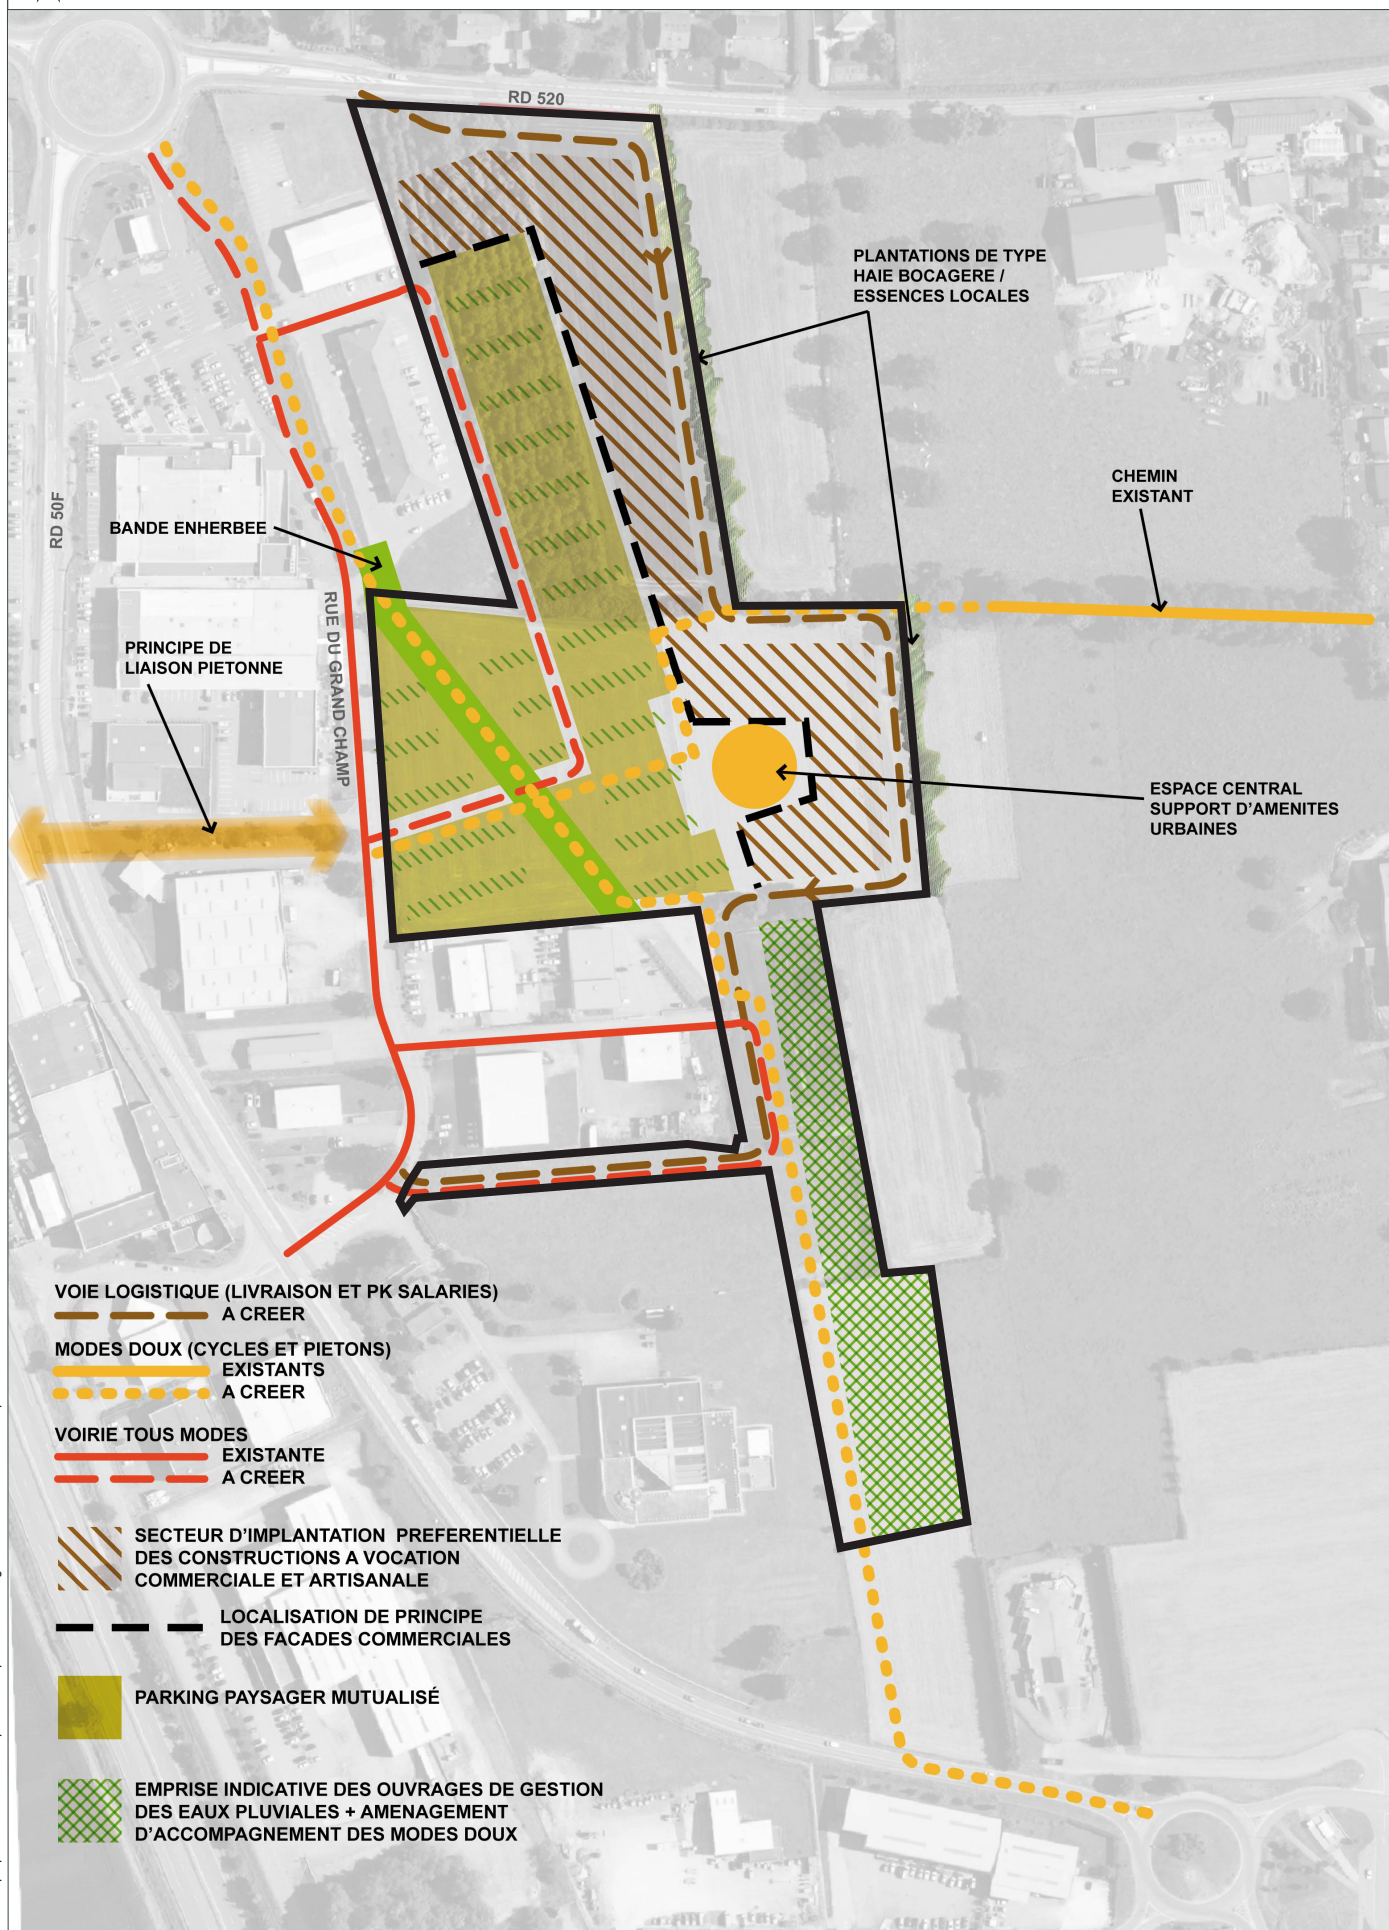 RD 520
PLANTATIONS DE TYPE
HAIE BOCAGERE /
ESSENCES LOCALES
CHEMIN
EXISTANT
RD 50F
BANDE ENHERBEE
RUE DU GRAND CHAMP
PRINCIPE DE
LIAISON PIETONNE
ESPACE CENTRAL
SUPPORT D'AMENITES
URBAINES
VOIE LOGISTIQUE (LIVRAISON ET PK SALARIES)
A CREER
MODES DOUX (CYCLES ET PIETONS)
EXISTANTS
A CREER
VOIRIE TOUS MODES
EXISTANTE
A CREER
SECTEUR D'IMPLANTATION PREFERENTIELLE
DES CONSTRUCTIONS A VOCATION
COMMERCIALE ET ARTISANALE
LOCALISATION DE PRINCIPE
DES FACADES COMMERCIALES
PARKING PAYSAGER MUTUALISÉ
EMPRISE INDICATIVE DES OUVRAGES DE GESTION
DES EAUX PLUVIALES + AMENAGEMENT
D'ACCOMPAGNEMENT DES MODES DOUX